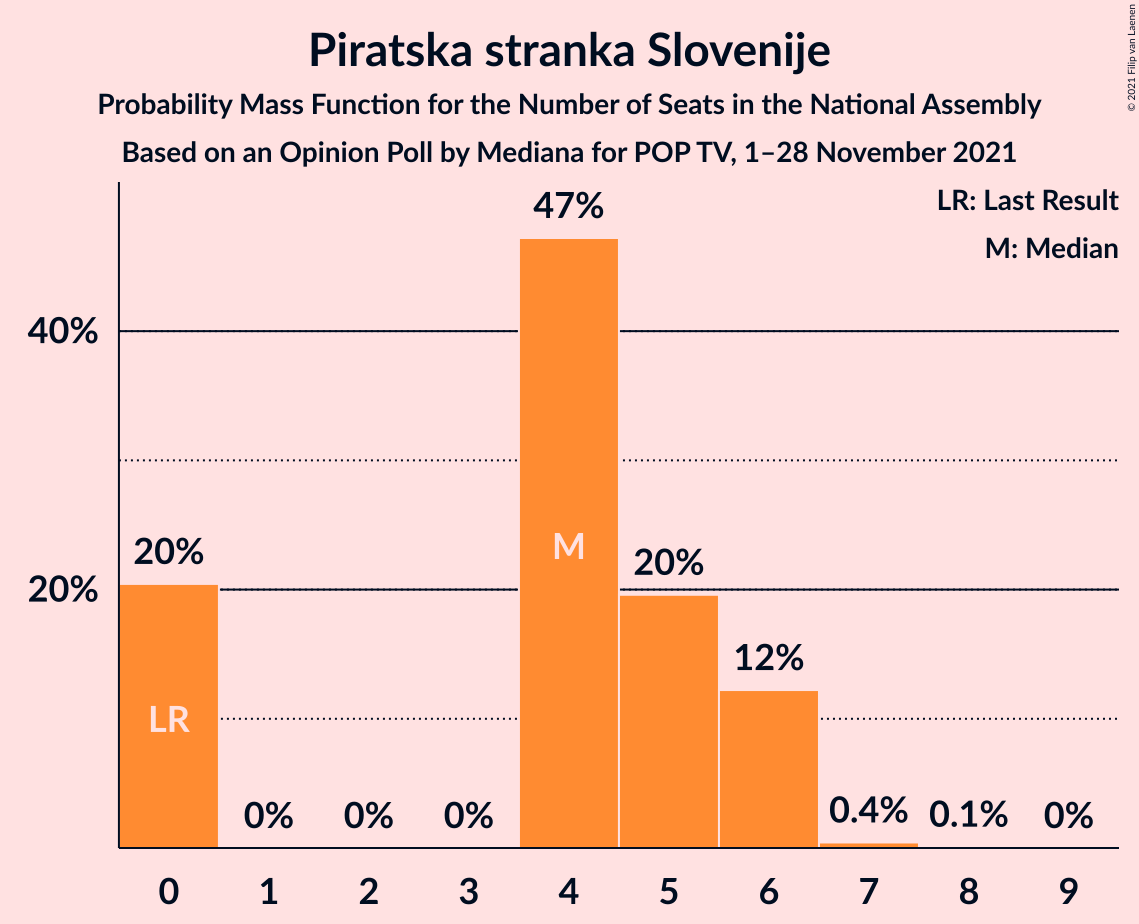 Piratska stranka Slovenije
Probability Mass Function for the Number of Seats in the National Assembly
Based on an Opinion Poll by Mediana for POP TV, 1–28 November 2021
© 2021 Filip van Laenen
LR: Last Result
M: Median
47%
40%
M
20%
20%
20%
12%
LR
0%
0%
0%
0.4%
0.1%
0%
0 1 2 3 4 5 6 7 8 9